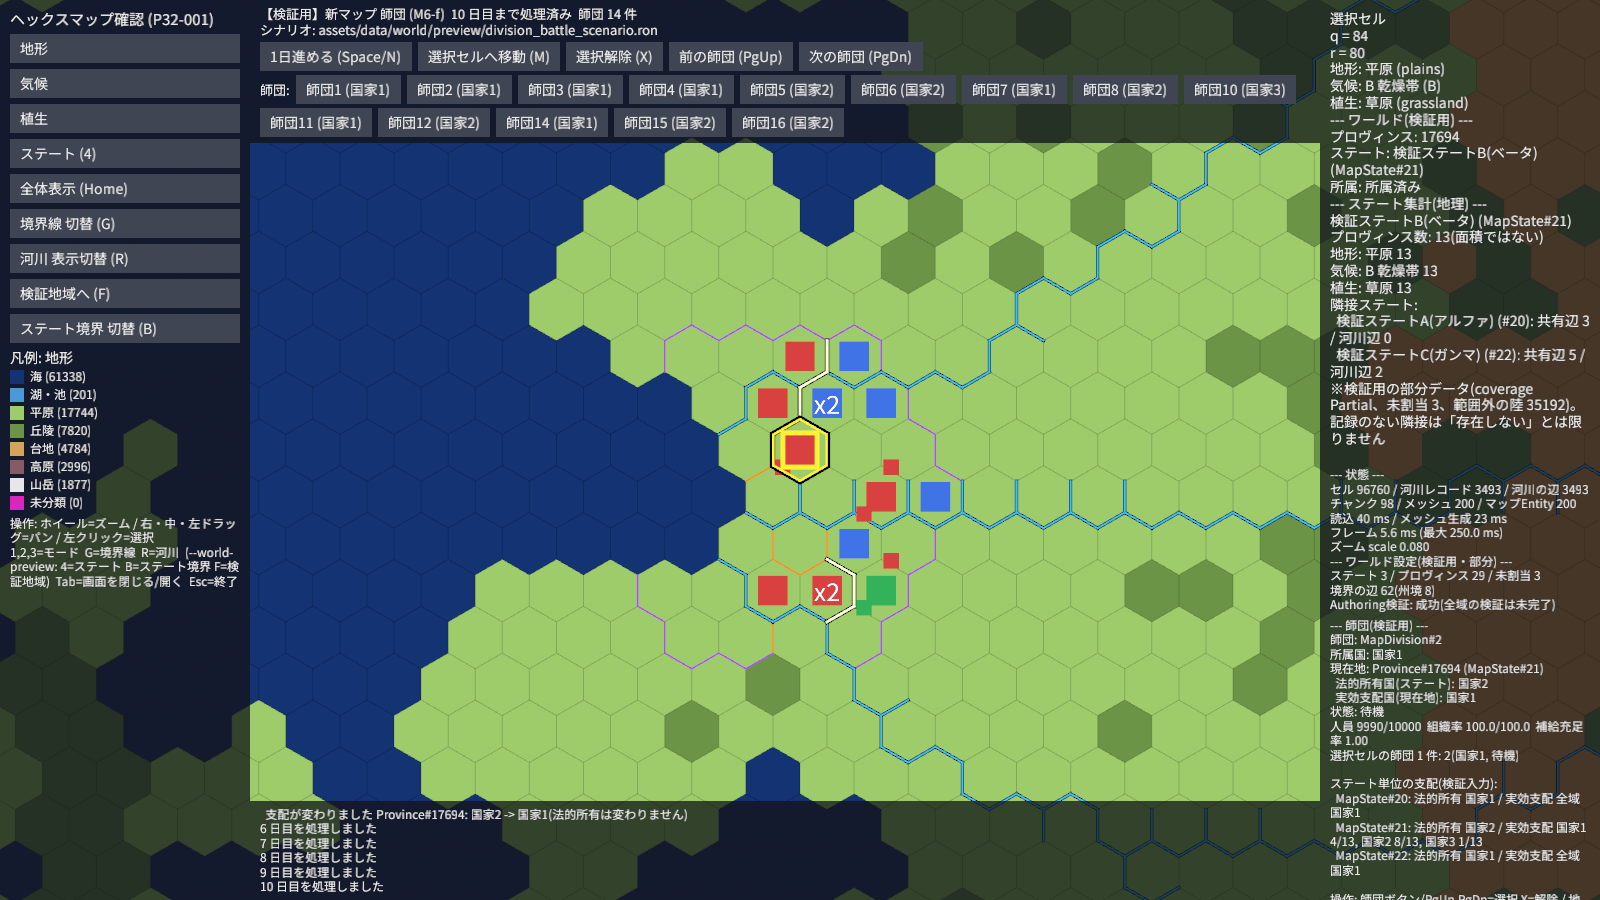 ヘックスマップ確認 (P32-001)
地形
気候
植生
ステート (4)
全体表示 (Home)
境界線 切替 (G)
河川 表示切替 (R)
検証地域へ (F)
ステート境界 切替 (B)
凡例: 地形
海 (61338)
湖・池 (201)
平原 (17744)
丘陵 (7820)
台地 (4784)
高原 (2996)
山岳 (1877)
未分類 (0)
操作: ホイール=ズーム / 右・中・左ドラッ
グ=パン / 左クリック=選択
1,2,3=モード G=境界線 R=河川 (--world-
preview: 4=ステート B=ステート境界 F=検
証地域) Tab=画面を閉じる/開く Esc=終了
【検証用】新マップ 師団 (M6-f) 10 日目まで処理済み 師団 14 件
シナリオ: assets/data/world/preview/division_battle_scenario.ron
1日進める (Space/N)
選択セルへ移動 (M)
選択解除 (X)
前の師団 (PgUp)
次の師団 (PgDn)
師団:
師団1 (国家1)
師団2 (国家1)
師団3 (国家1)
師団4 (国家1)
師団5 (国家2)
師団6 (国家2)
師団7 (国家1)
師団8 (国家2)
師団10 (国家3)
師団11 (国家1)
師団12 (国家2)
師団14 (国家1)
師団15 (国家2)
師団16 (国家2)
x2
x2
支配が変わりました Province#17694: 国家2 -> 国家1(法的所有は変わりません)
6 日目を処理しました
7 日目を処理しました
8 日目を処理しました
9 日目を処理しました
10 日目を処理しました
選択セル
q = 84
r = 80
地形: 平原 (plains)
気候: B 乾燥帯 (B)
植生: 草原 (grassland)
--- ワールド(検証用) ---
プロヴィンス: 17694
ステート: 検証ステートB(ベータ)
(MapState#21)
所属: 所属済み
--- ステート集計(地理) ---
検証ステートB(ベータ) (MapState#21)
プロヴィンス数: 13(面積ではない)
地形: 平原 13
気候: B 乾燥帯 13
植生: 草原 13
隣接ステート:
検証ステートA(アルファ) (#20): 共有辺 3
/ 河川辺 0
検証ステートC(ガンマ) (#22): 共有辺 5 /
河川辺 2
※検証用の部分データ(coverage
Partial、未割当 3、範囲外の陸 35192)。
記録のない隣接は「存在しない」とは限
りません
--- 状態 ---
セル 96760 / 河川レコード 3493 / 河川の辺 3493
チャンク 98 / メッシュ 200 / マップEntity 200
読込 40 ms / メッシュ生成 23 ms
フレーム 5.6 ms (最大 250.0 ms)
ズーム scale 0.080
--- ワールド設定(検証用・部分) ---
ステート 3 / プロヴィンス 29 / 未割当 3
境界の辺 62(州境 8)
Authoring検証: 成功(全域の検証は未完了)
--- 師団(検証用) ---
師団: MapDivision#2
所属国: 国家1
現在地: Province#17694 (MapState#21)
法的所有国(ステート): 国家2
実効支配国(現在地): 国家1
状態: 待機
人員 9990/10000 組織率 100.0/100.0 補給充足
率 1.00
選択セルの師団 1 件: 2(国家1, 待機)
ステート単位の支配(検証入力):
MapState#20: 法的所有 国家1 / 実効支配 全域
国家1
MapState#21: 法的所有 国家2 / 実効支配 国家1
4/13, 国家2 8/13, 国家3 1/13
MapState#22: 法的所有 国家1 / 実効支配 全域
国家1
操作: 師団ボタン/PgUp PgDn=選択 X=解除 / 地